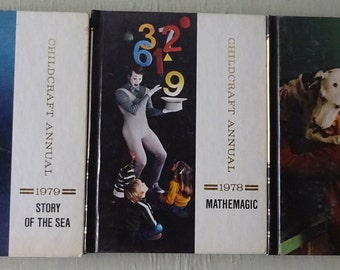 CHILDCRAFT ANNUAL
1979
STORY
OF THE SEA
3 2
6 1
9
CHILDCRAFT ANNUAL
1978
MATHEMAGIC